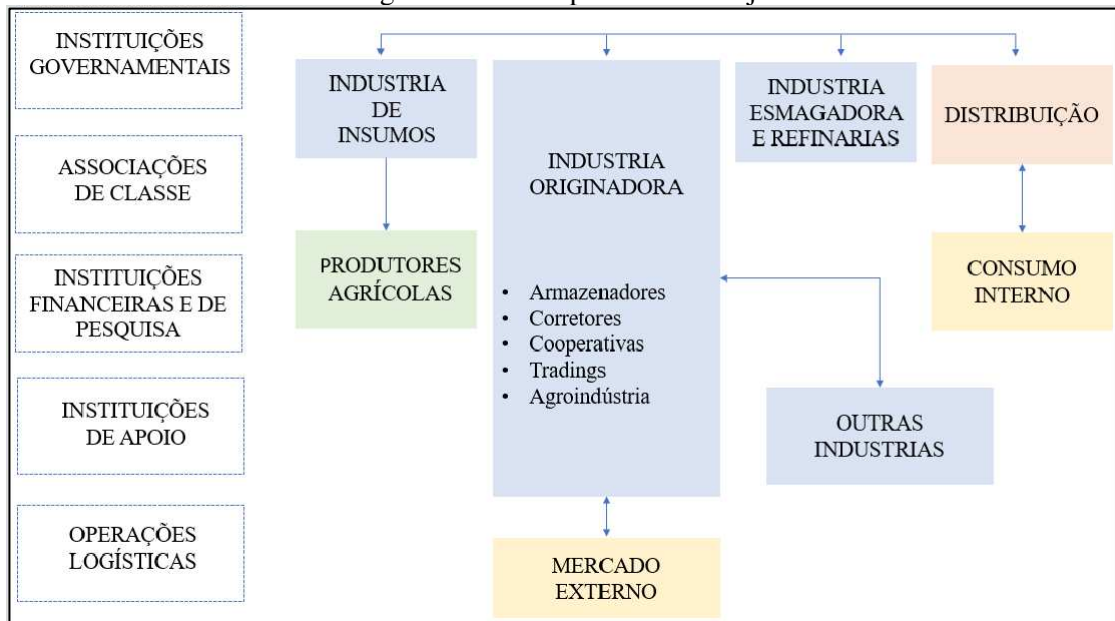 INSTITUIÇÕES
GOVERNAMENTAIS
ASSOCIAÇÕES
DE CLASSE
INSTITUIÇÕES
FINANCEIRAS E DE
PESQUISA
INSTITUIÇÕES
DE APOIO
OPERAÇÕES
LOGÍSTICAS
INDUSTRIA
DE
INSUMOS
PRODUTORES
AGRÍCOLAS
INDUSTRIA
ORIGINADORA
• Armazenadores
• Corretores
• Cooperativas
• Tradings
• Agroindústria
MERCADO
EXTERNO
INDUSTRIA
ESMAGADORA
E REFINARIAS
OUTRAS
INDUSTRIAS
DISTRIBUIÇÃO
CONSUMO
INTERNO